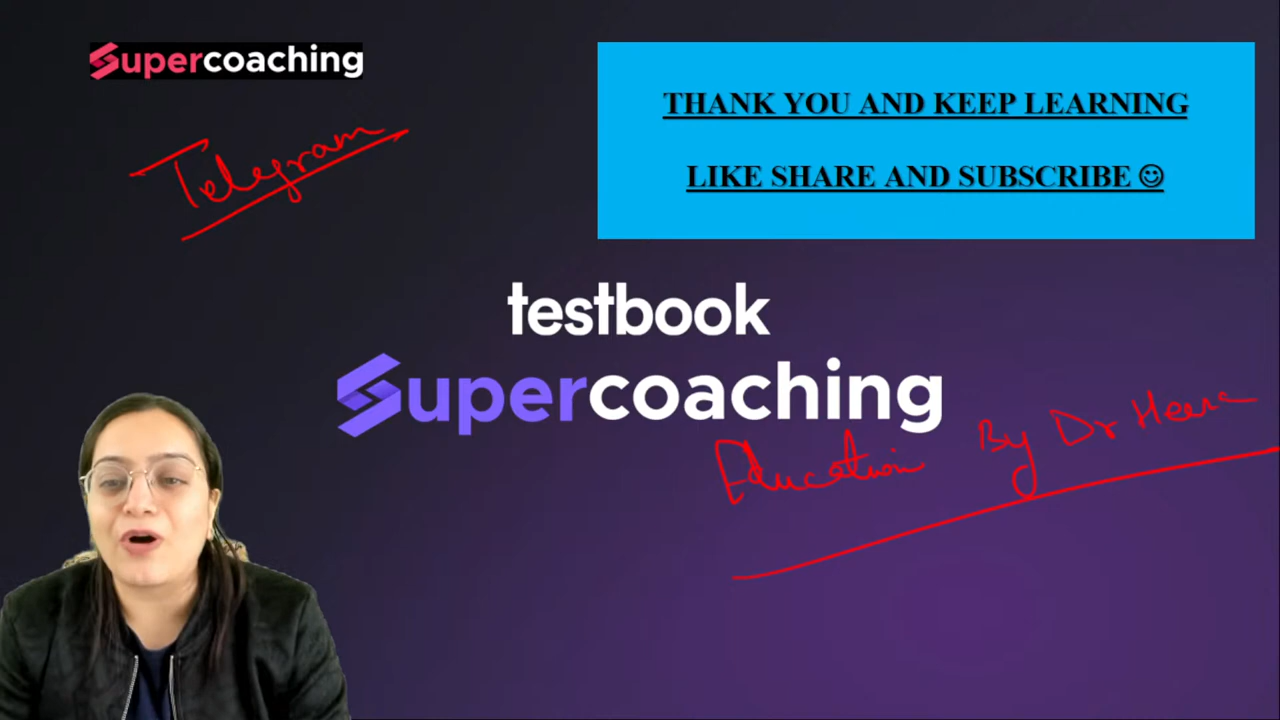 Supercoaching
THANK YOU AND KEEP LEARNING
LIKE SHARE AND SUBSCRIBE ☺
Telegram
testbook
Supercoaching
Education By Dr Heena